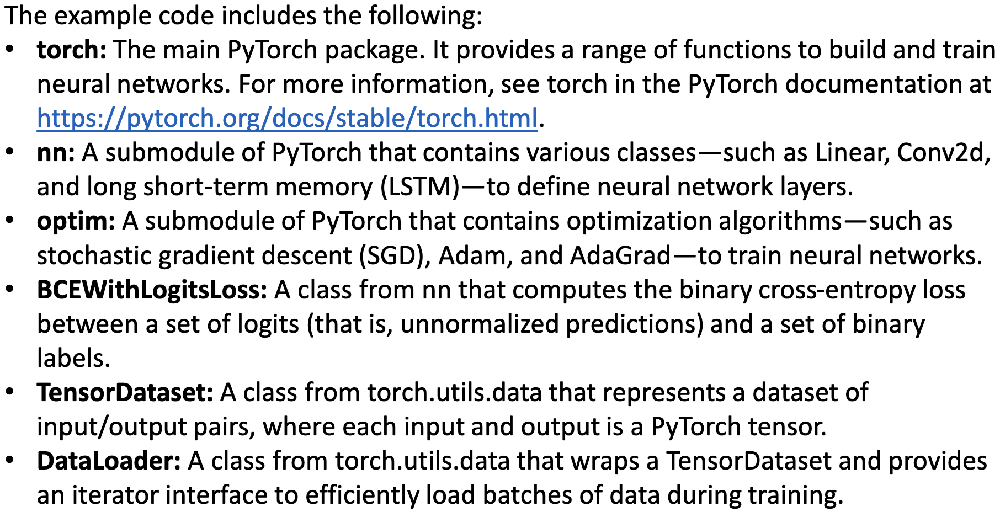 The example code includes the following:
• torch: The main PyTorch package. It provides a range of functions to build and train
neural networks. For more information, see torch in the PyTorch documentation at
https://pytorch.org/docs/stable/torch.html.
• nn: A submodule of PyTorch that contains various classes—such as Linear, Conv2d,
and long short-term memory (LSTM)—to define neural network layers.
• optim: A submodule of PyTorch that contains optimization algorithms—such as
stochastic gradient descent (SGD), Adam, and AdaGrad—to train neural networks.
• BCEWithLogitsLoss: A class from nn that computes the binary cross-entropy loss
between a set of logits (that is, unnormalized predictions) and a set of binary
labels.
• TensorDataset: A class from torch.utils.data that represents a dataset of
input/output pairs, where each input and output is a PyTorch tensor.
• DataLoader: A class from torch.utils.data that wraps a TensorDataset and provides
an iterator interface to efficiently load batches of data during training.